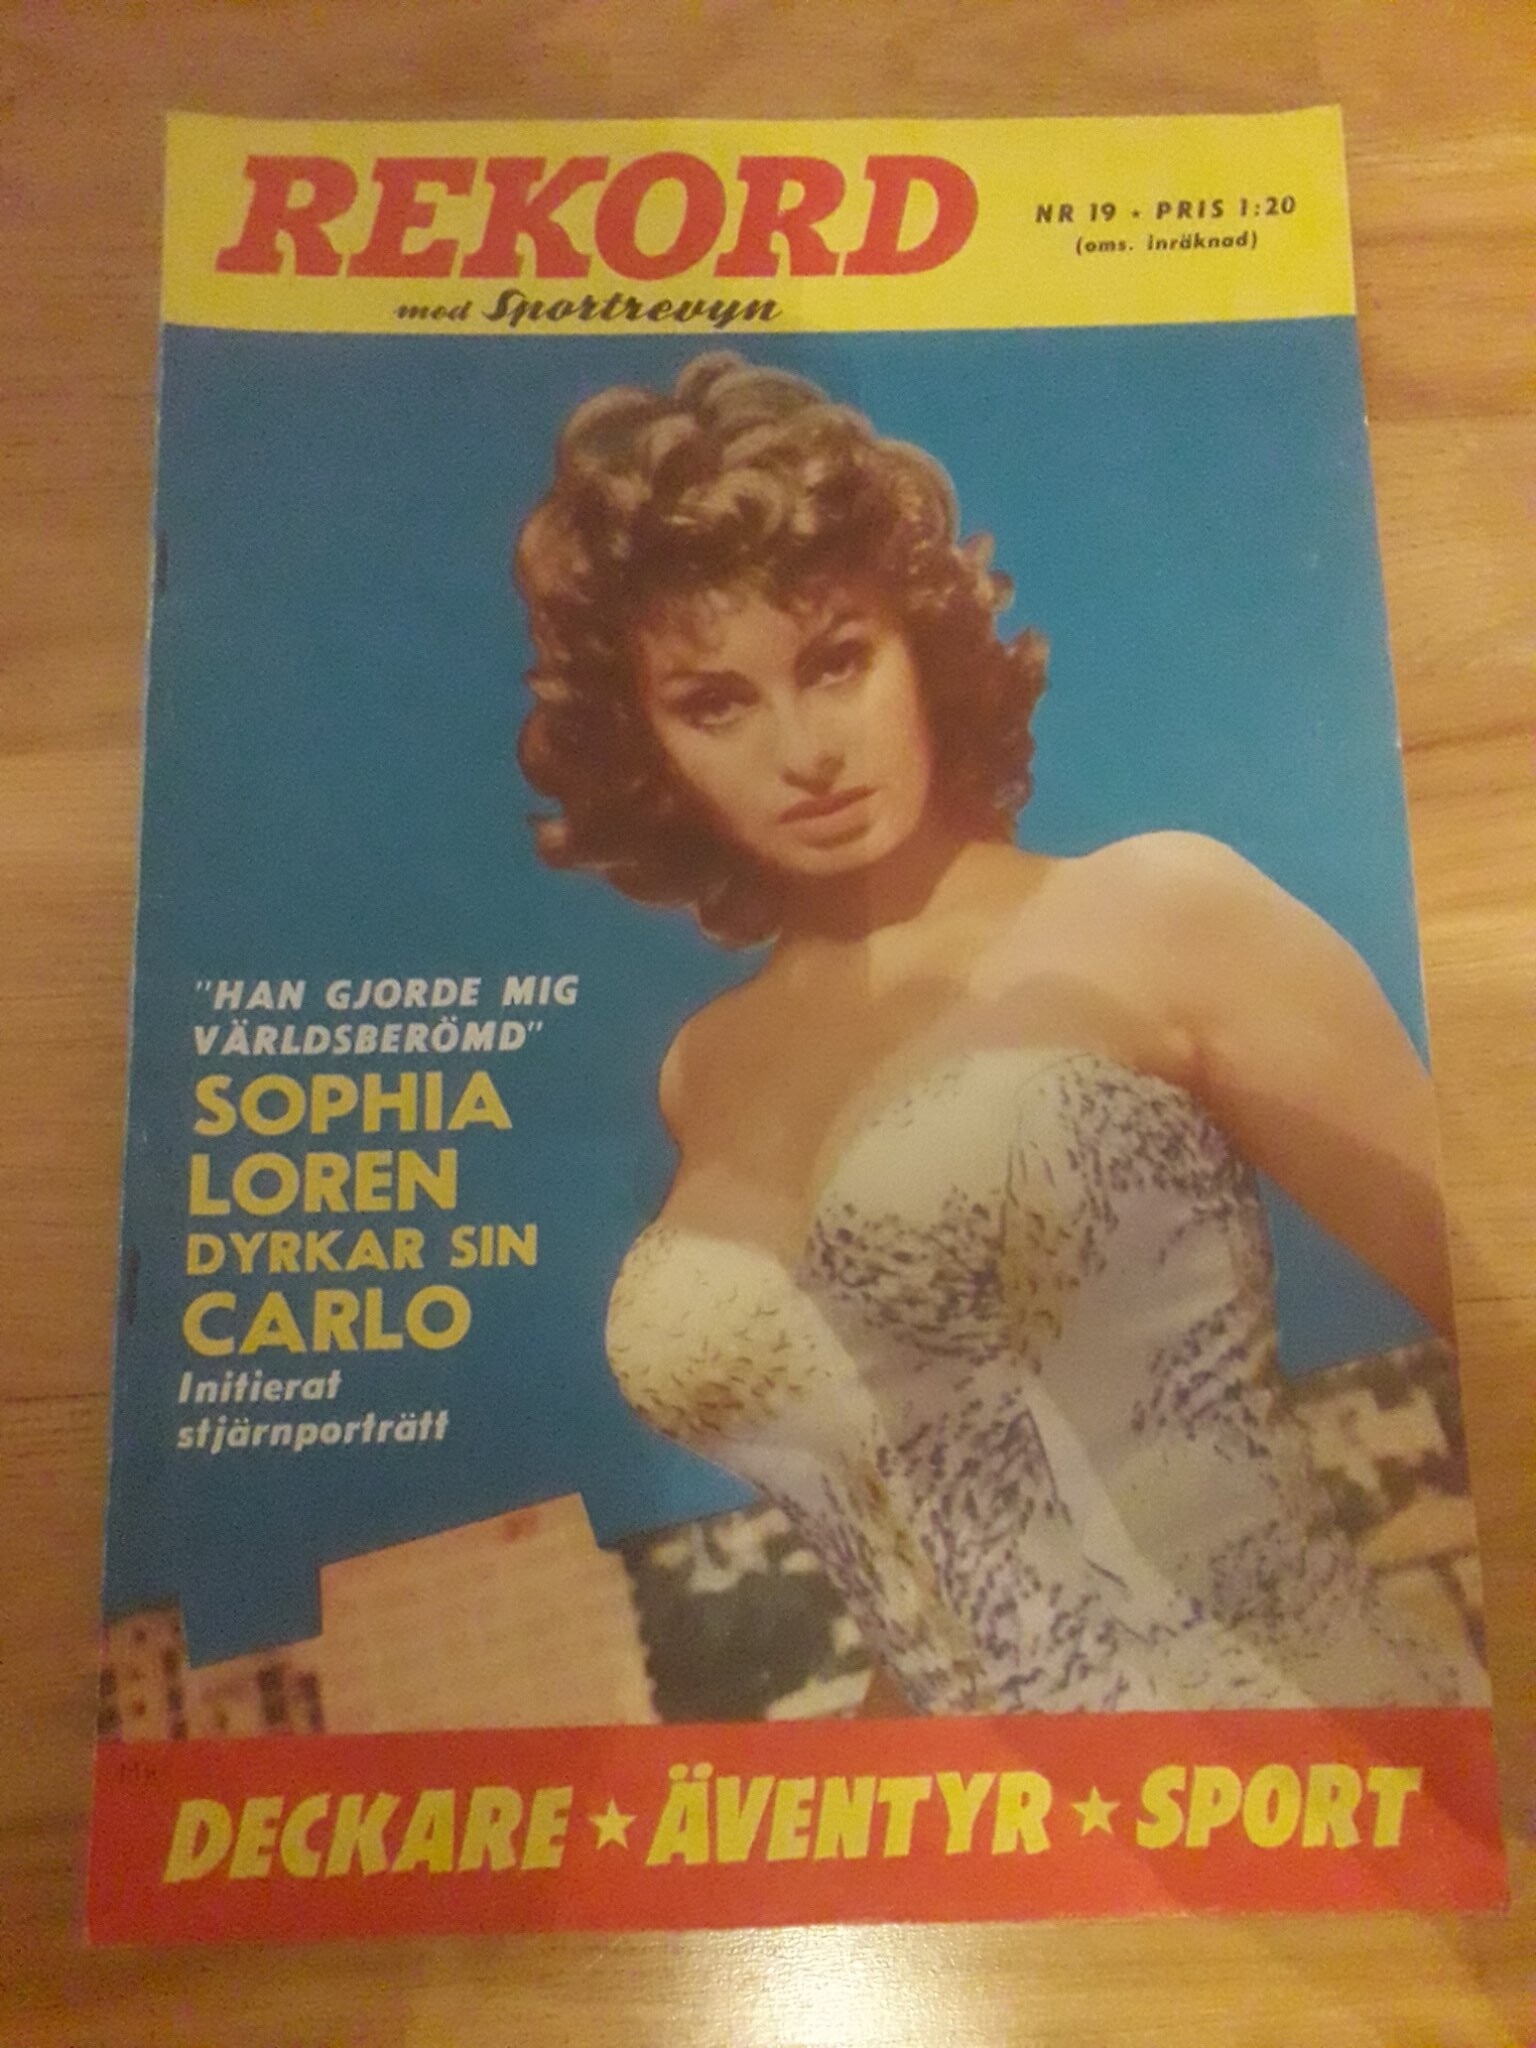 REKORD
med Sportrevyn
NR 19 ★ PRIS 1:20
(oms. inräknad)
"HAN GJORDE MIG
VÄRLDSBERÖMD"
SOPHIA
LOREN
DYRKAR SIN
CARLO
Initierat
stjärnporträtt
DECKARE ★ ÄVENTYR ★ SPORT